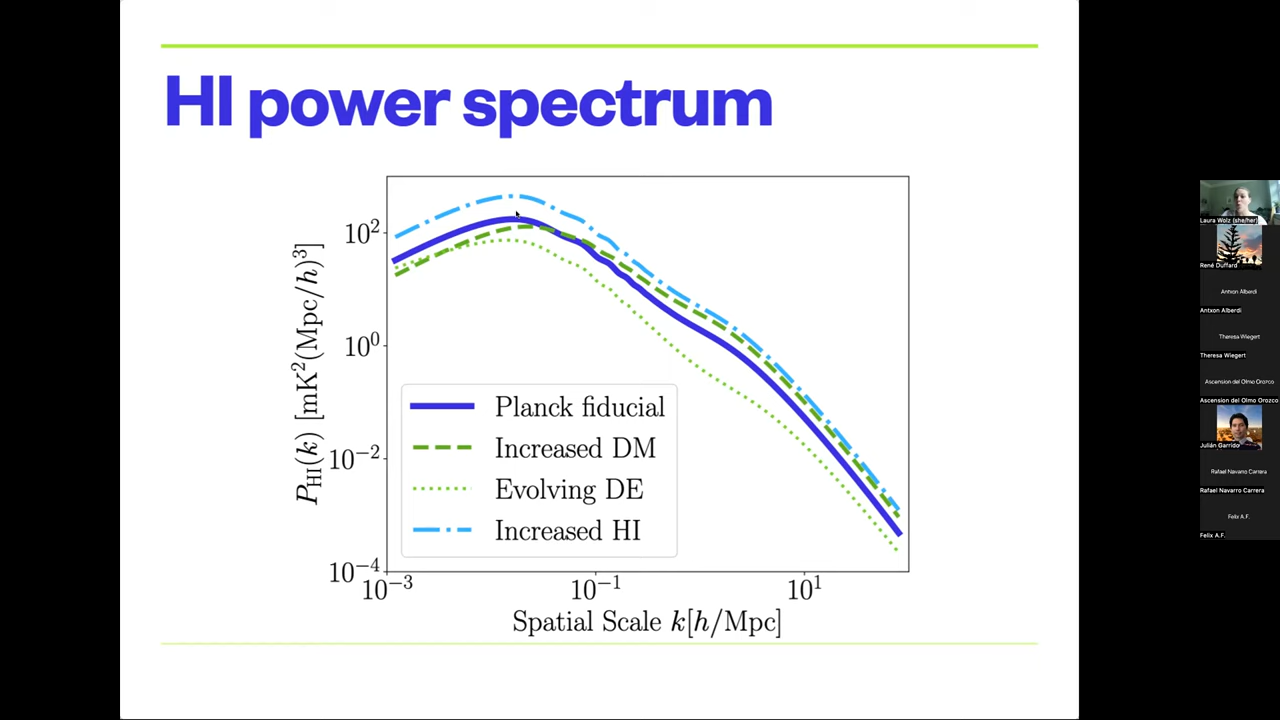 HI power spectrum
10^2
10^0
10^-2
10^-4
P_HI(k) [mK^2(Mpc/h)^3]
Planck fiducial
Increased DM
Evolving DE
Increased HI
10^-3
10^-1
10^1
Spatial Scale k[h/Mpc]
Laura Wolz (she/her)
René Duffard
Antxon Alberdi
Antxon Alberdi
Theresa Wiegert
Theresa Wiegert
Ascension del Olmo Orozco
Ascension del Olmo Orozco
Julián Garrido
Rafael Navarro Carrera
Rafael Navarro Carrera
Felix A.F.
Felix A.F.